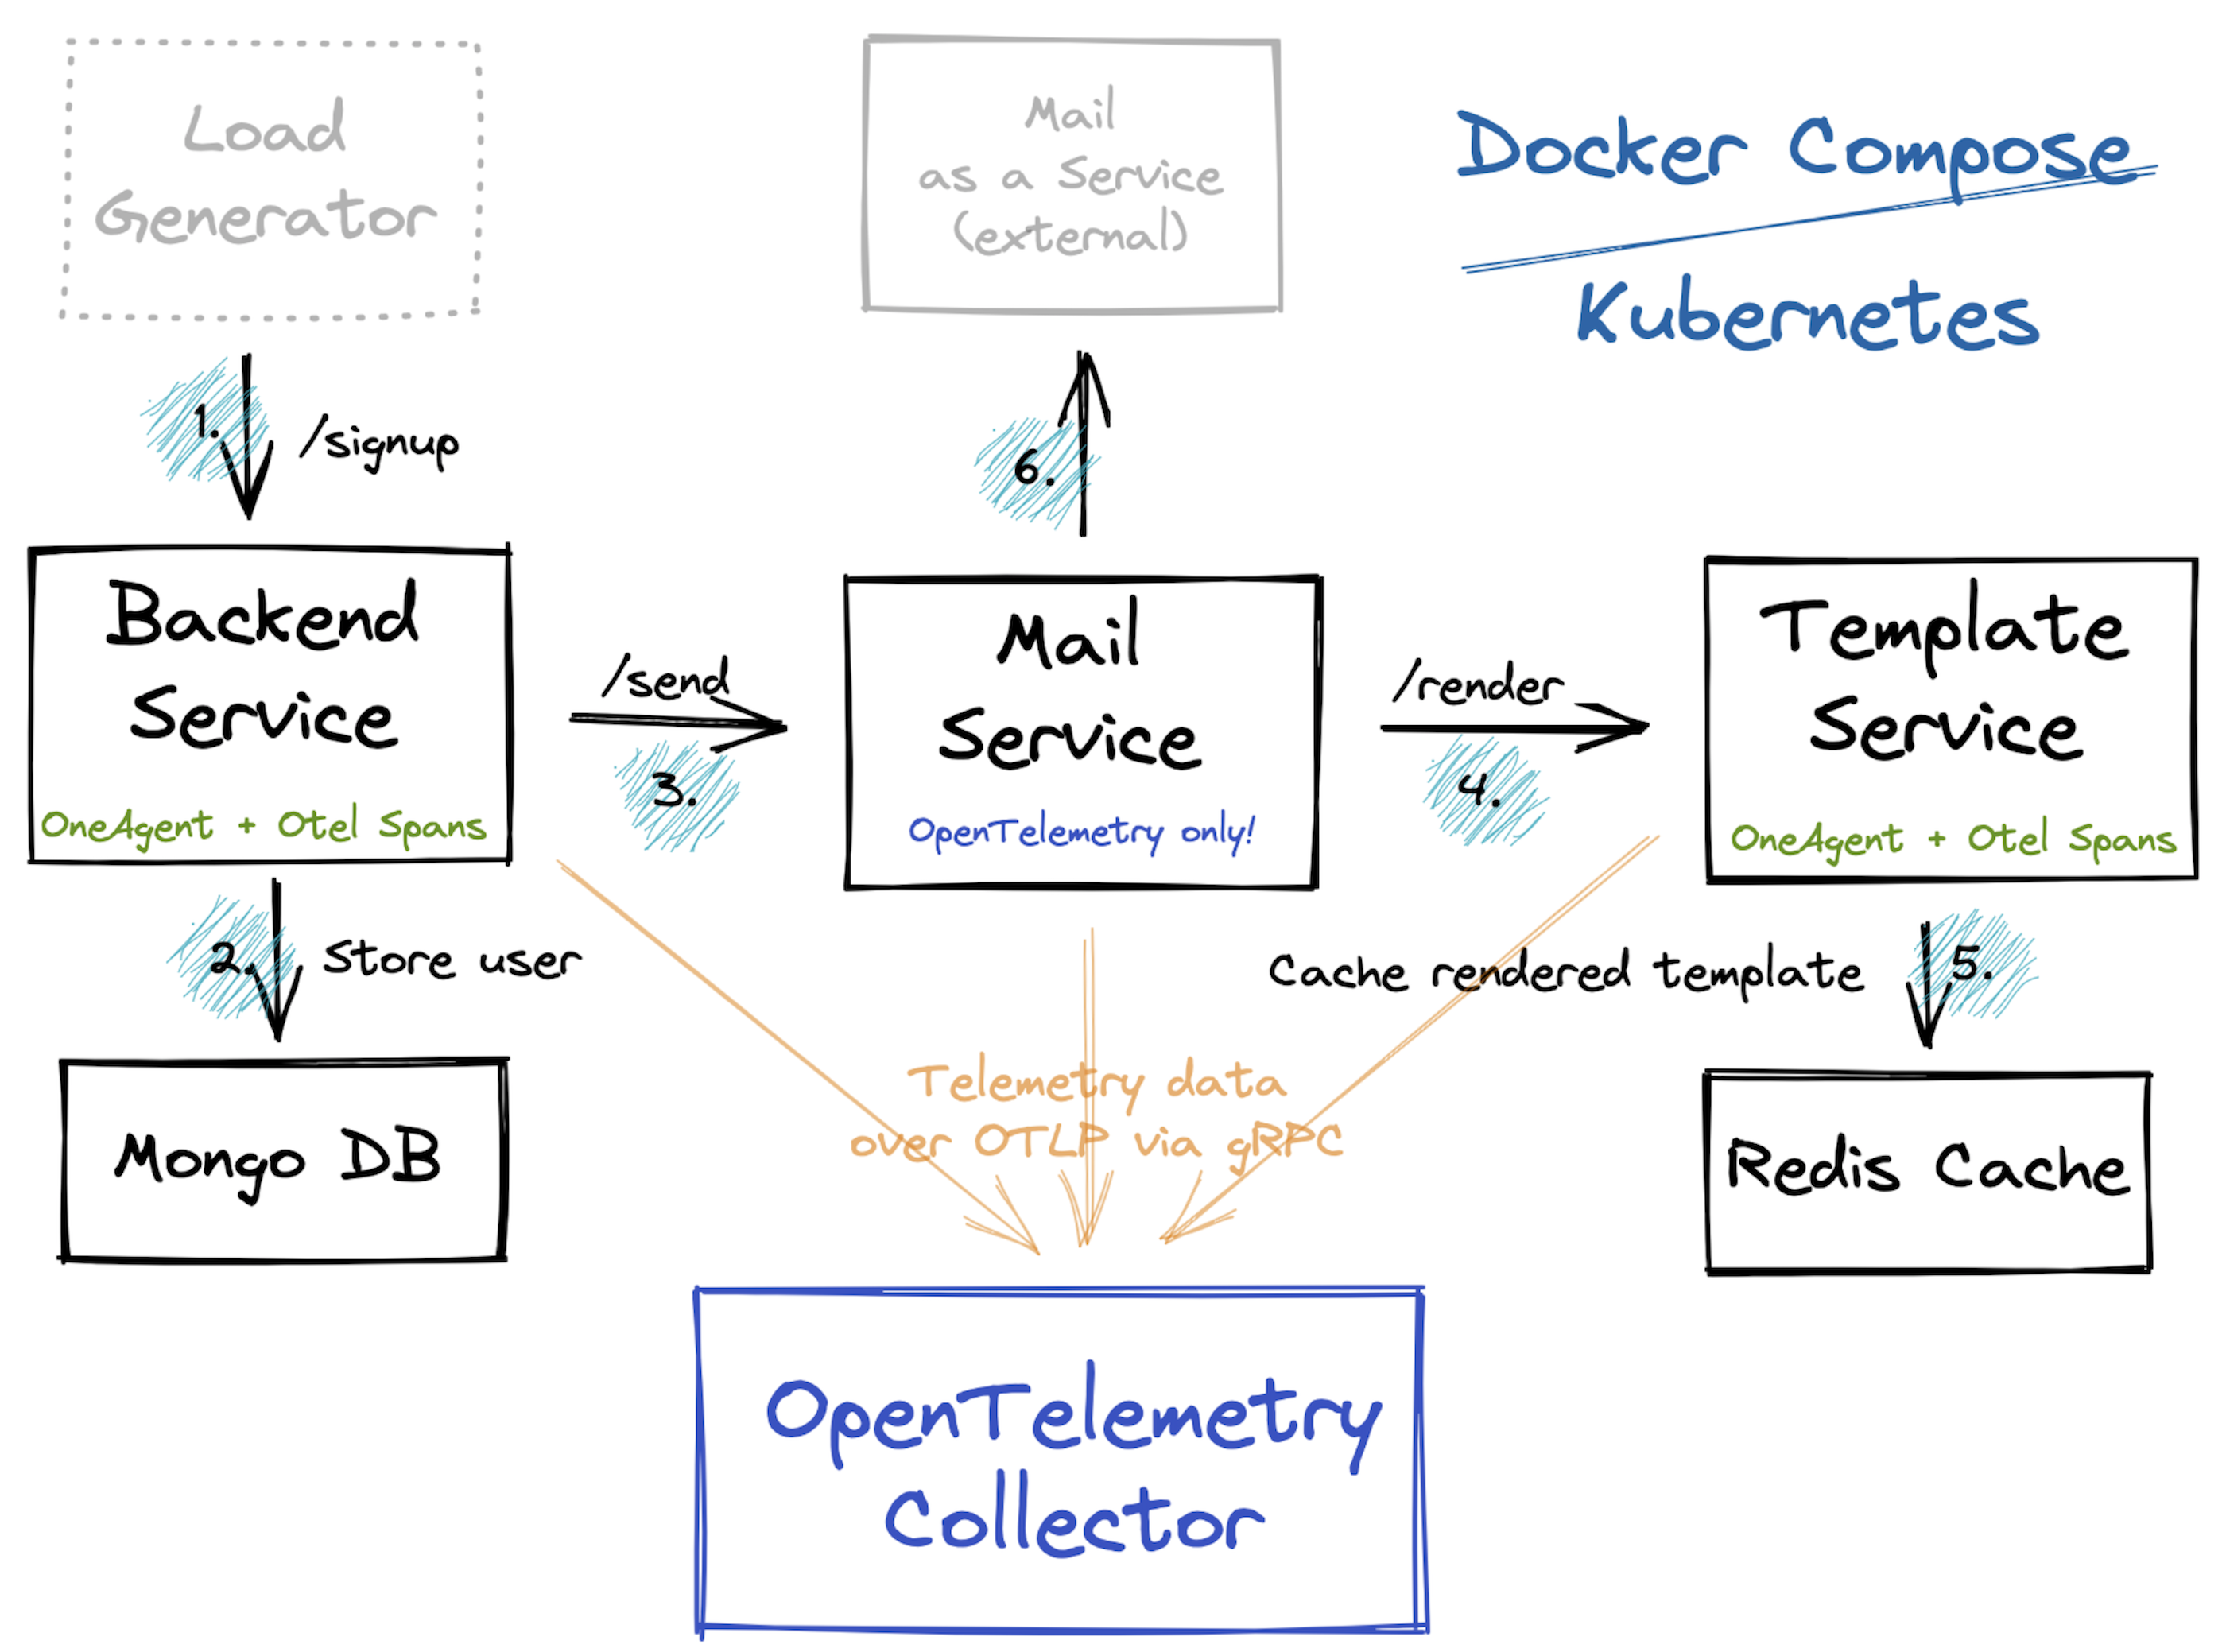 Load
Generator
Mail
as a Service
(external)
Docker Compose
Kubernetes
1.
/signup
6.
Backend
Service
OneAgent + Otel Spans
/send
3.
Mail
Service
OpenTelemetry only!
/render
4.
Template
Service
OneAgent + Otel Spans
2.
Store user
Cache rendered template
5.
Mongo DB
Telemetry data
over OTLP via gRPC
Redis Cache
OpenTelemetry
Collector